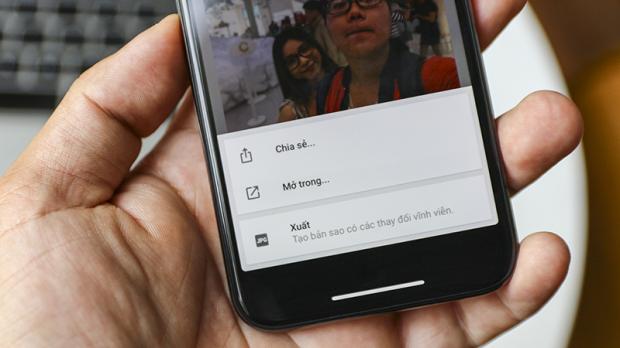 Chia sẻ...
Mở trong...
Xuất
JPG
Tạo bản sao có các thay đổi vĩnh viễn.